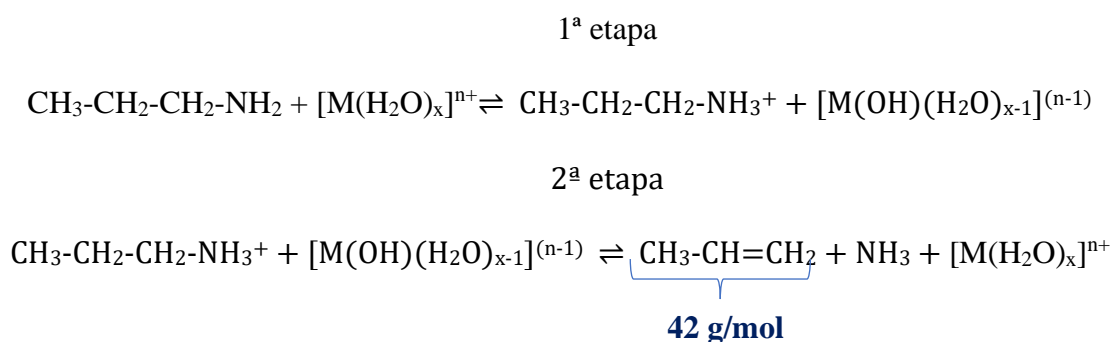 1ª etapa
CH₃-CH₂-CH₂-NH₂ + [M(H₂O)ₓ]ⁿ⁺ ⇌ CH₃-CH₂-CH₂-NH₃⁺ + [M(OH)(H₂O)ₓ₋₁]⁽ⁿ⁻¹⁾
2ª etapa
CH₃-CH₂-CH₂-NH₃⁺ + [M(OH)(H₂O)ₓ₋₁]⁽ⁿ⁻¹⁾ ⇌ CH₃-CH=CH₂ + NH₃ + [M(H₂O)ₓ]ⁿ⁺
42 g/mol